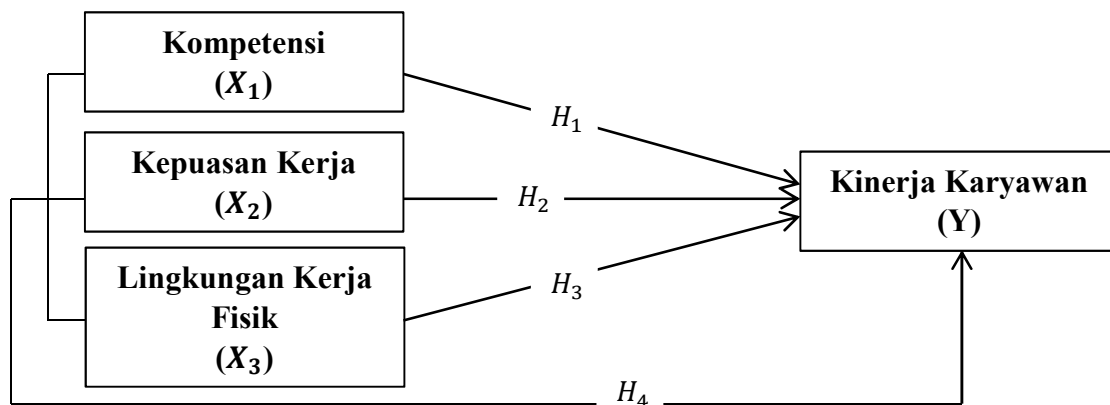 Kompetensi
(X₁)
H₁
Kepuasan Kerja
(X₂)
H₂
Kinerja Karyawan
(Y)
Lingkungan Kerja
Fisik
(X₃)
H₃
H₄